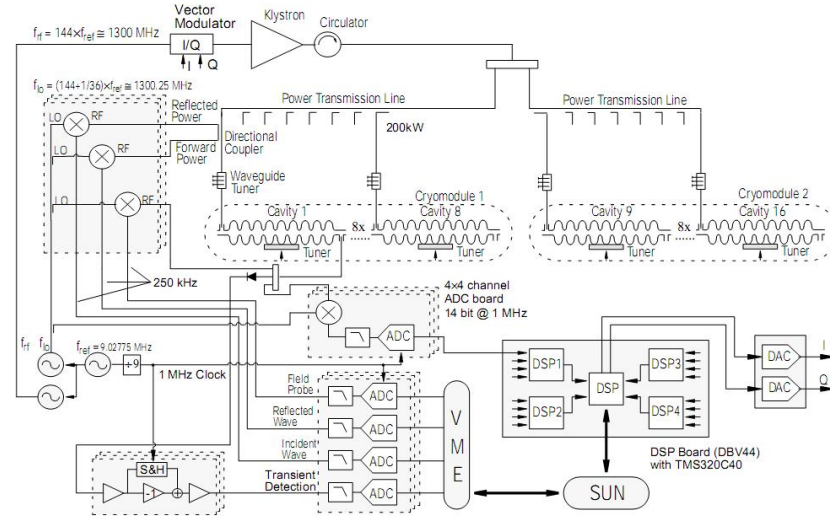 Vector
Modulator
Klystron
Circulator
f_rf = 144×f_ref ≅ 1300 MHz
I/Q
I
Q
f_lo = (144+1/36)×f_ref ≅ 1300.25 MHz
Reflected
Power
Power Transmission Line
Power Transmission Line
LO
RF
200kW
Directional
Coupler
Forward
Power
LO
RF
Waveguide
Tuner
Cryomodule 1
Cryomodule 2
LO
RF
Cavity 1
8x
Cavity 8
Cavity 9
8x
Cavity 16
Tuner
Tuner
Tuner
Tuner
250 kHz
4×4 channel
ADC board
14 bit @ 1 MHz
ADC
f_rf
f_lo
f_ref = 9.02775 MHz
÷9
1 MHz Clock
DSP1
DSP
DSP3
DSP2
DSP4
DAC
I
DAC
Q
Field
Probe
ADC
Reflected
Wave
ADC
Incident
Wave
ADC
Transient
Detection
ADC
VME
DSP Board (DBV44)
with TMS320C40
S&H
-1
SUN